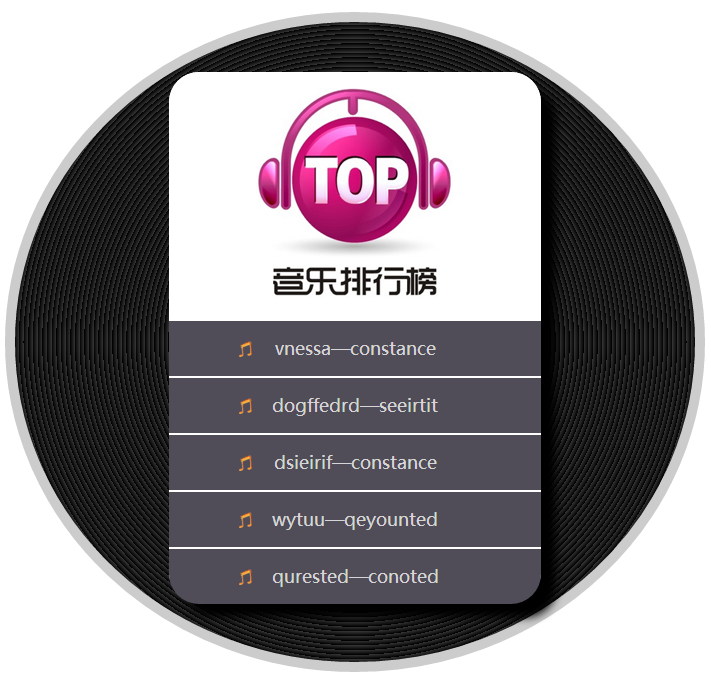 TOP
音乐排行榜
vnessa—constance
dogffedrd—seeirtit
dsieirif—constance
wytuu—qeyounted
qurested—conoted